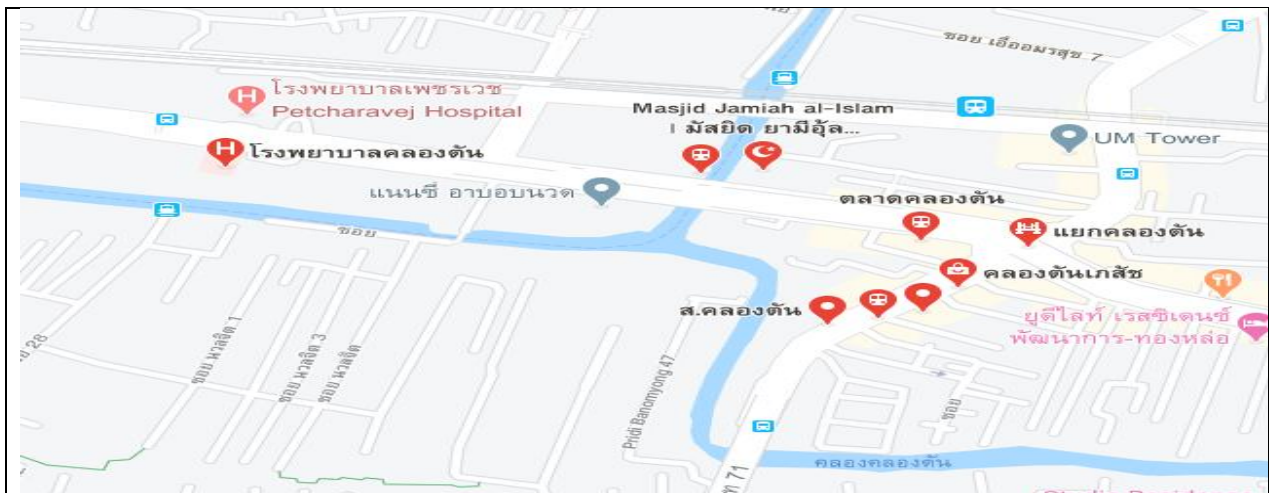 ซอย เอื้ออมรสุข 7
โรงพยาบาลเพชรเวช
Petcharavej Hospital
Masjid Jamiah al-Islam
| มัสยิด ยามีอุ้ล...
UM Tower
โรงพยาบาลคลองตัน
แนนซี่ อาบอบนวด
ตลาดคลองตัน
แยกคลองตัน
ซอย
คลองตันเภสัช
ส.คลองตัน
ยูดีไลท์ เรสซิเดนซ์
พัฒนาการ-ทองหล่อ
28
ซอย นวลจิต 1
ซอย นวลจิต 3
ซอย นวลจิต
Pridi Banomyong 47
ซอย
คลองคลองตัน
71